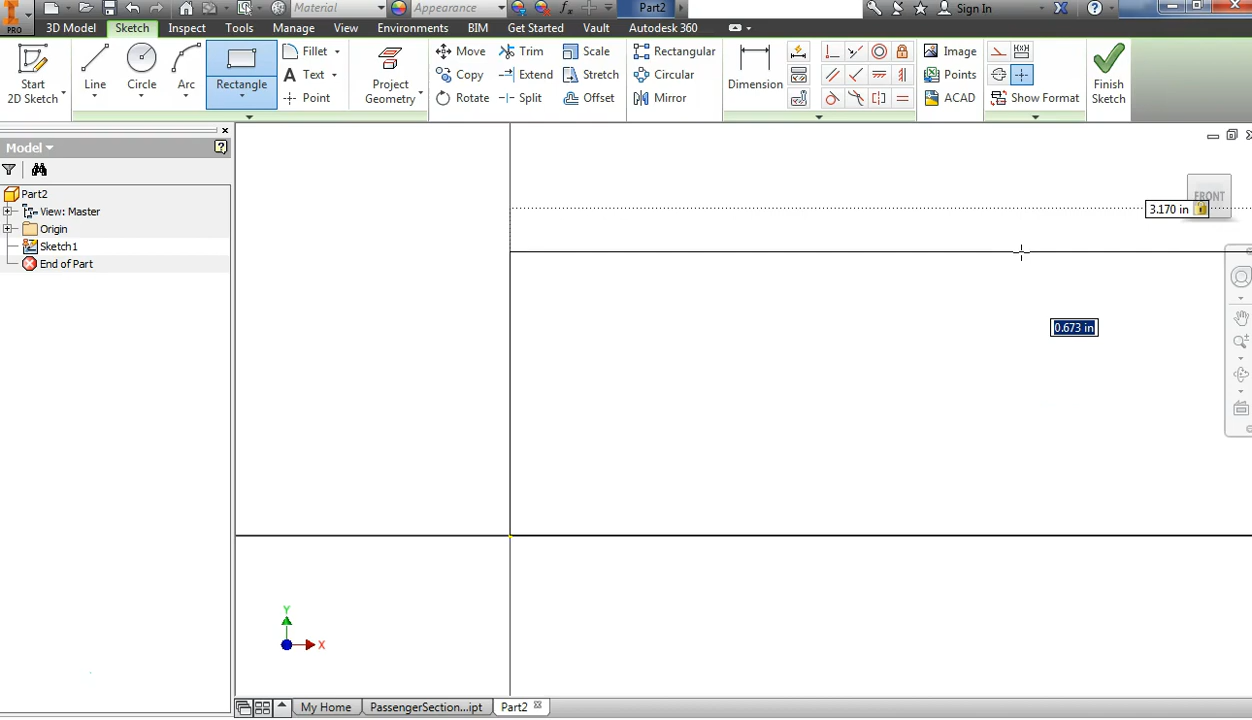 Material Appearance fx Part2 Sign In
PRO 3D Model Sketch Inspect Tools Manage View Environments BIM Get Started Vault Autodesk 360
Start 2D Sketch Line Circle Arc Rectangle Fillet Text Point Project Geometry Move Copy Rotate Trim Extend Split Scale Stretch Offset Rectangular Circular Mirror Dimension Image Points ACAD Show Format Finish Sketch
Model
Part2
View: Master
Origin
Sketch1
End of Part
FRONT
3.170 in
0.673 in
Y
X
My Home PassengerSection...ipt Part2